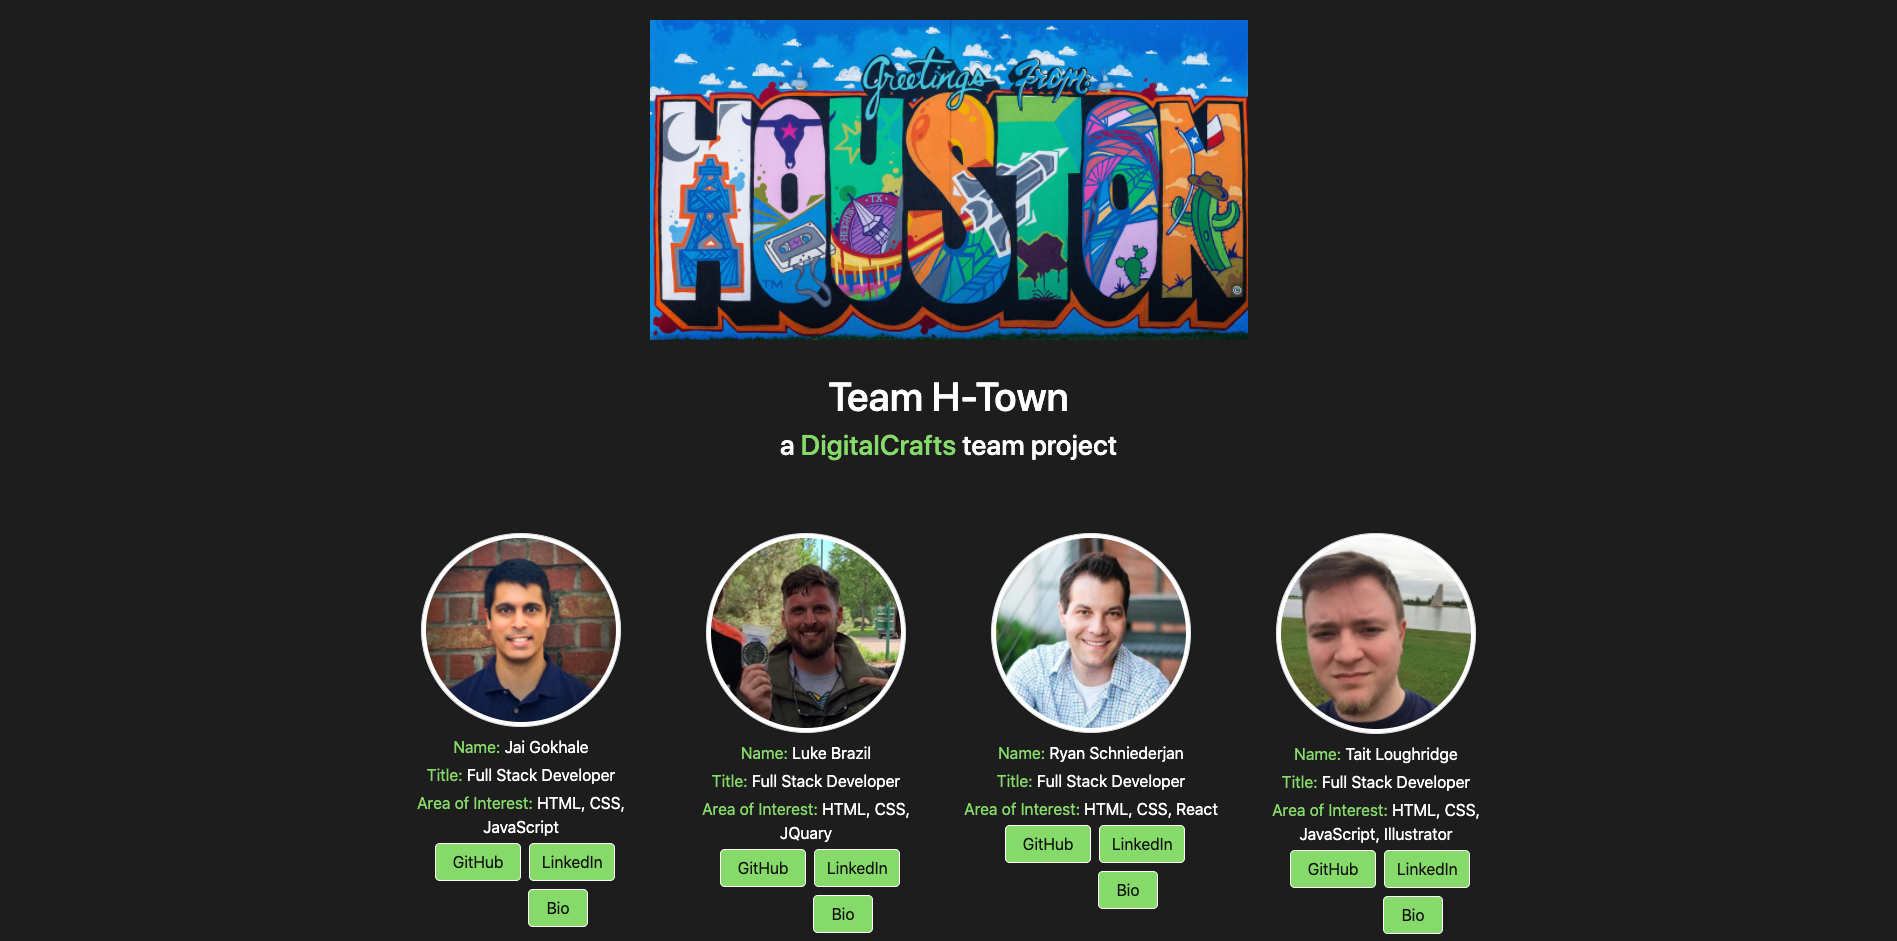 Greetings From
HOUSTON
TX
TM
©
Team H-Town
a DigitalCrafts team project
Name: Jai Gokhale
Title: Full Stack Developer
Area of Interest: HTML, CSS,
JavaScript
GitHub LinkedIn
Bio
Name: Luke Brazil
Title: Full Stack Developer
Area of Interest: HTML, CSS,
JQuary
GitHub LinkedIn
Bio
Name: Ryan Schniederjan
Title: Full Stack Developer
Area of Interest: HTML, CSS, React
GitHub LinkedIn
Bio
Name: Tait Loughridge
Title: Full Stack Developer
Area of Interest: HTML, CSS,
JavaScript, Illustrator
GitHub LinkedIn
Bio